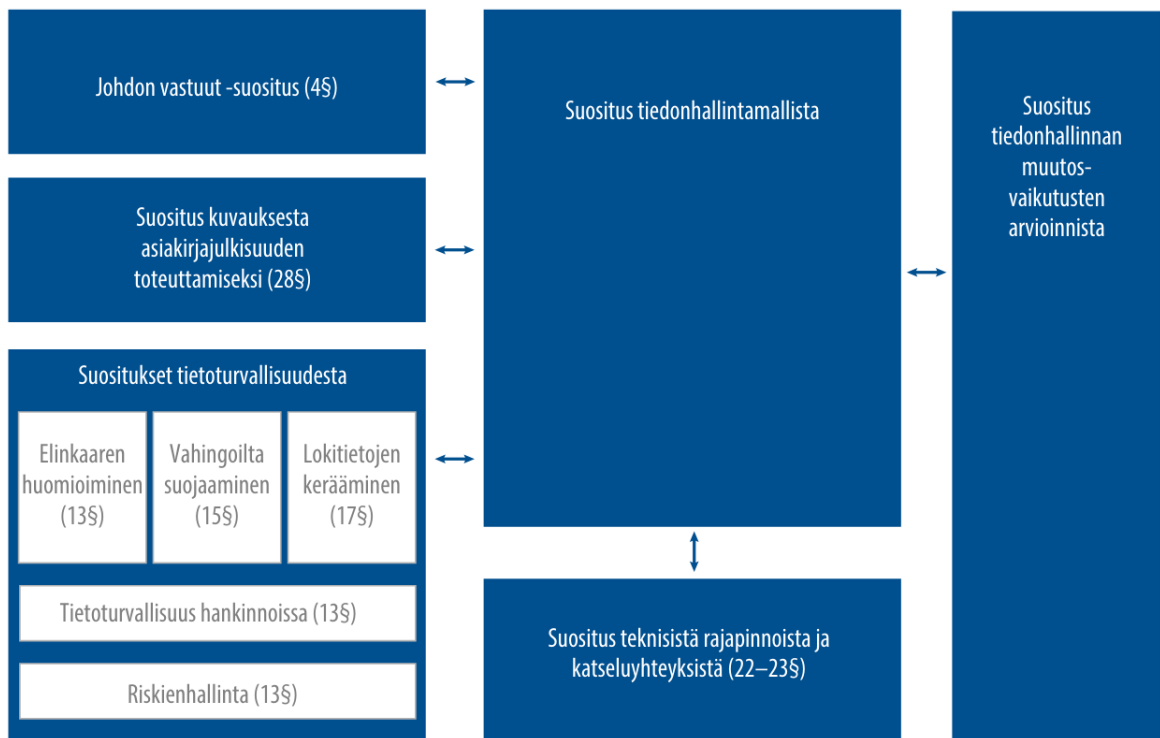 Johdon vastuut -suositus (4§)
Suositus kuvauksesta
asiakirjajulkisuuden
toteuttamiseksi (28§)
Suositukset tietoturvallisuudesta
Elinkaaren
huomioiminen
(13§)
Vahingoilta
suojaaminen
(15§)
Lokitietojen
kerääminen
(17§)
Tietoturvallisuus hankinnoissa (13§)
Riskienhallinta (13§)
Suositus tiedonhallintamallista
Suositus teknisistä rajapinnoista ja
katseluyhteyksistä (22–23§)
Suositus
tiedonhallinnan
muutos-
vaikutusten
arvioinnista